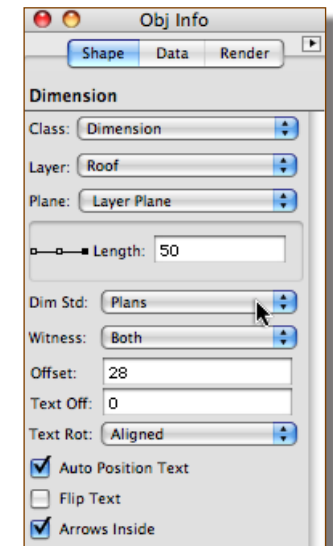 Obj Info
Shape Data Render
Dimension
Class: Dimension
Layer: Roof
Plane: Layer Plane
Length: 50
Dim Std: Plans
Witness: Both
Offset: 28
Text Off: 0
Text Rot: Aligned
Auto Position Text
Flip Text
Arrows Inside